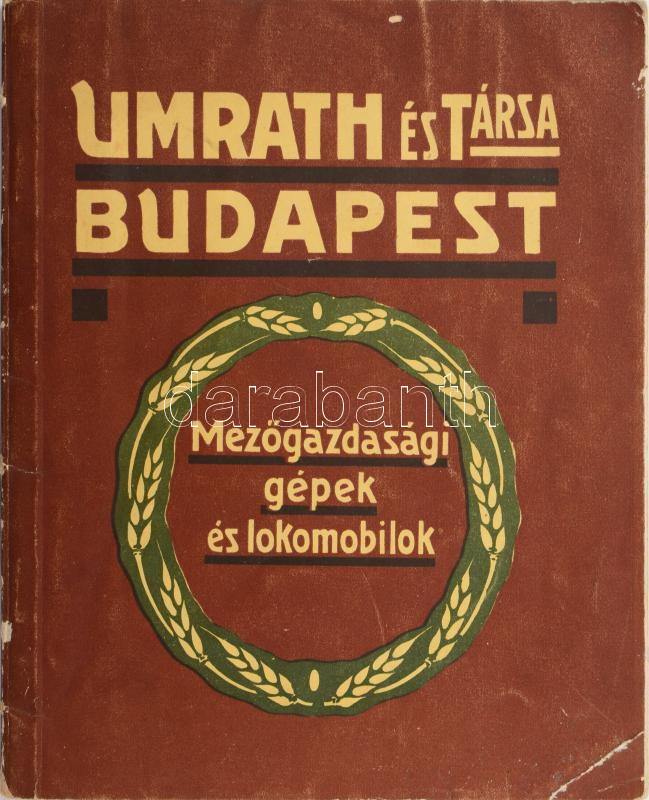 UMRATH ÉS TÁRSA
BUDAPEST
darabanth
Mezőgazdasági
gépek
és lokomobilok